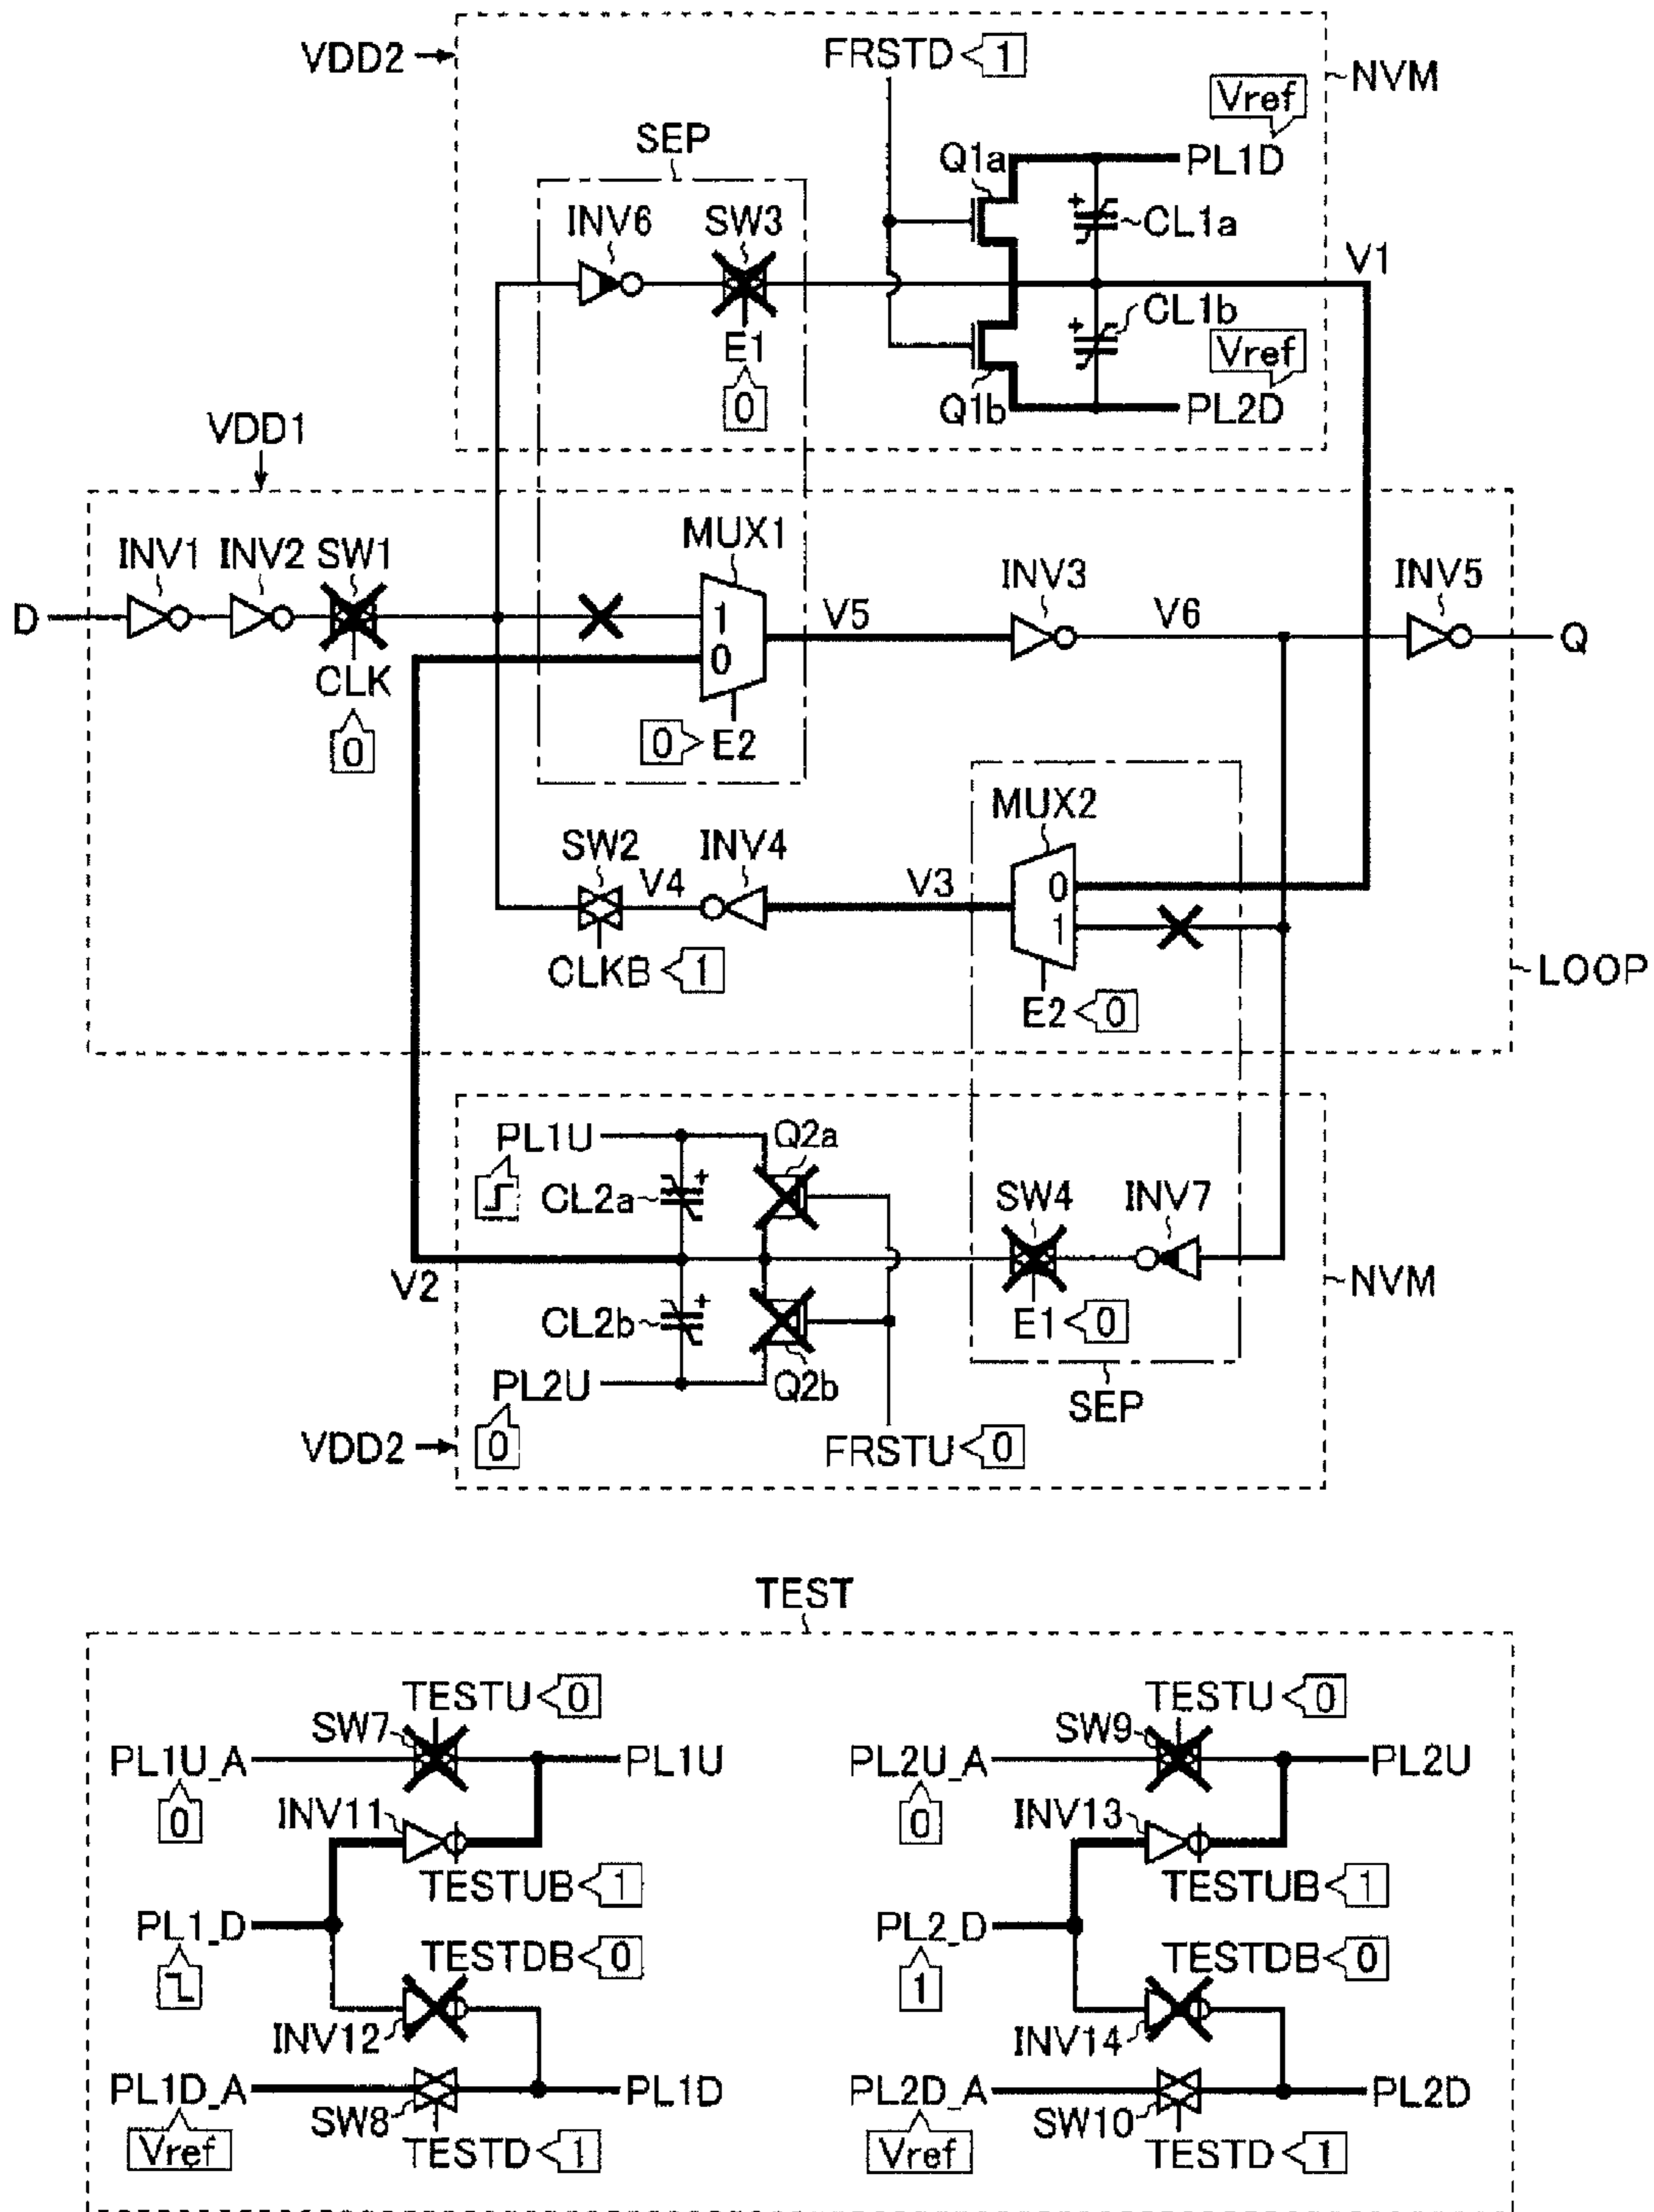 VDD2
FRSTD 1
NVM
Vref
SEP
Q1a
PL1D
INV6
SW3
CL1a
V1
CL1b
E1
Vref
0
Q1b
PL2D
VDD1
MUX1
INV1
INV2
SW1
INV3
INV5
D
1
V5
V6
Q
0
CLK
0
0 E2
MUX2
SW2
INV4
V4
V3
0
1
CLKB 1
LOOP
E2 0
PL1U
Q2a
CL2a
SW4
INV7
V2
NVM
CL2b
E1 0
PL2U
Q2b
SEP
VDD2
0
FRSTU 0
TEST
TESTU 0
TESTU 0
SW7
SW9
PL1U_A
PL1U
PL2U_A
PL2U
0
INV11
0
INV13
TESTUB 1
TESTUB 1
PL1_D
PL2_D
TESTDB 0
TESTDB 0
1
INV12
INV14
PL1D_A
PL1D
PL2D_A
PL2D
SW8
SW10
Vref
TESTD 1
Vref
TESTD 1